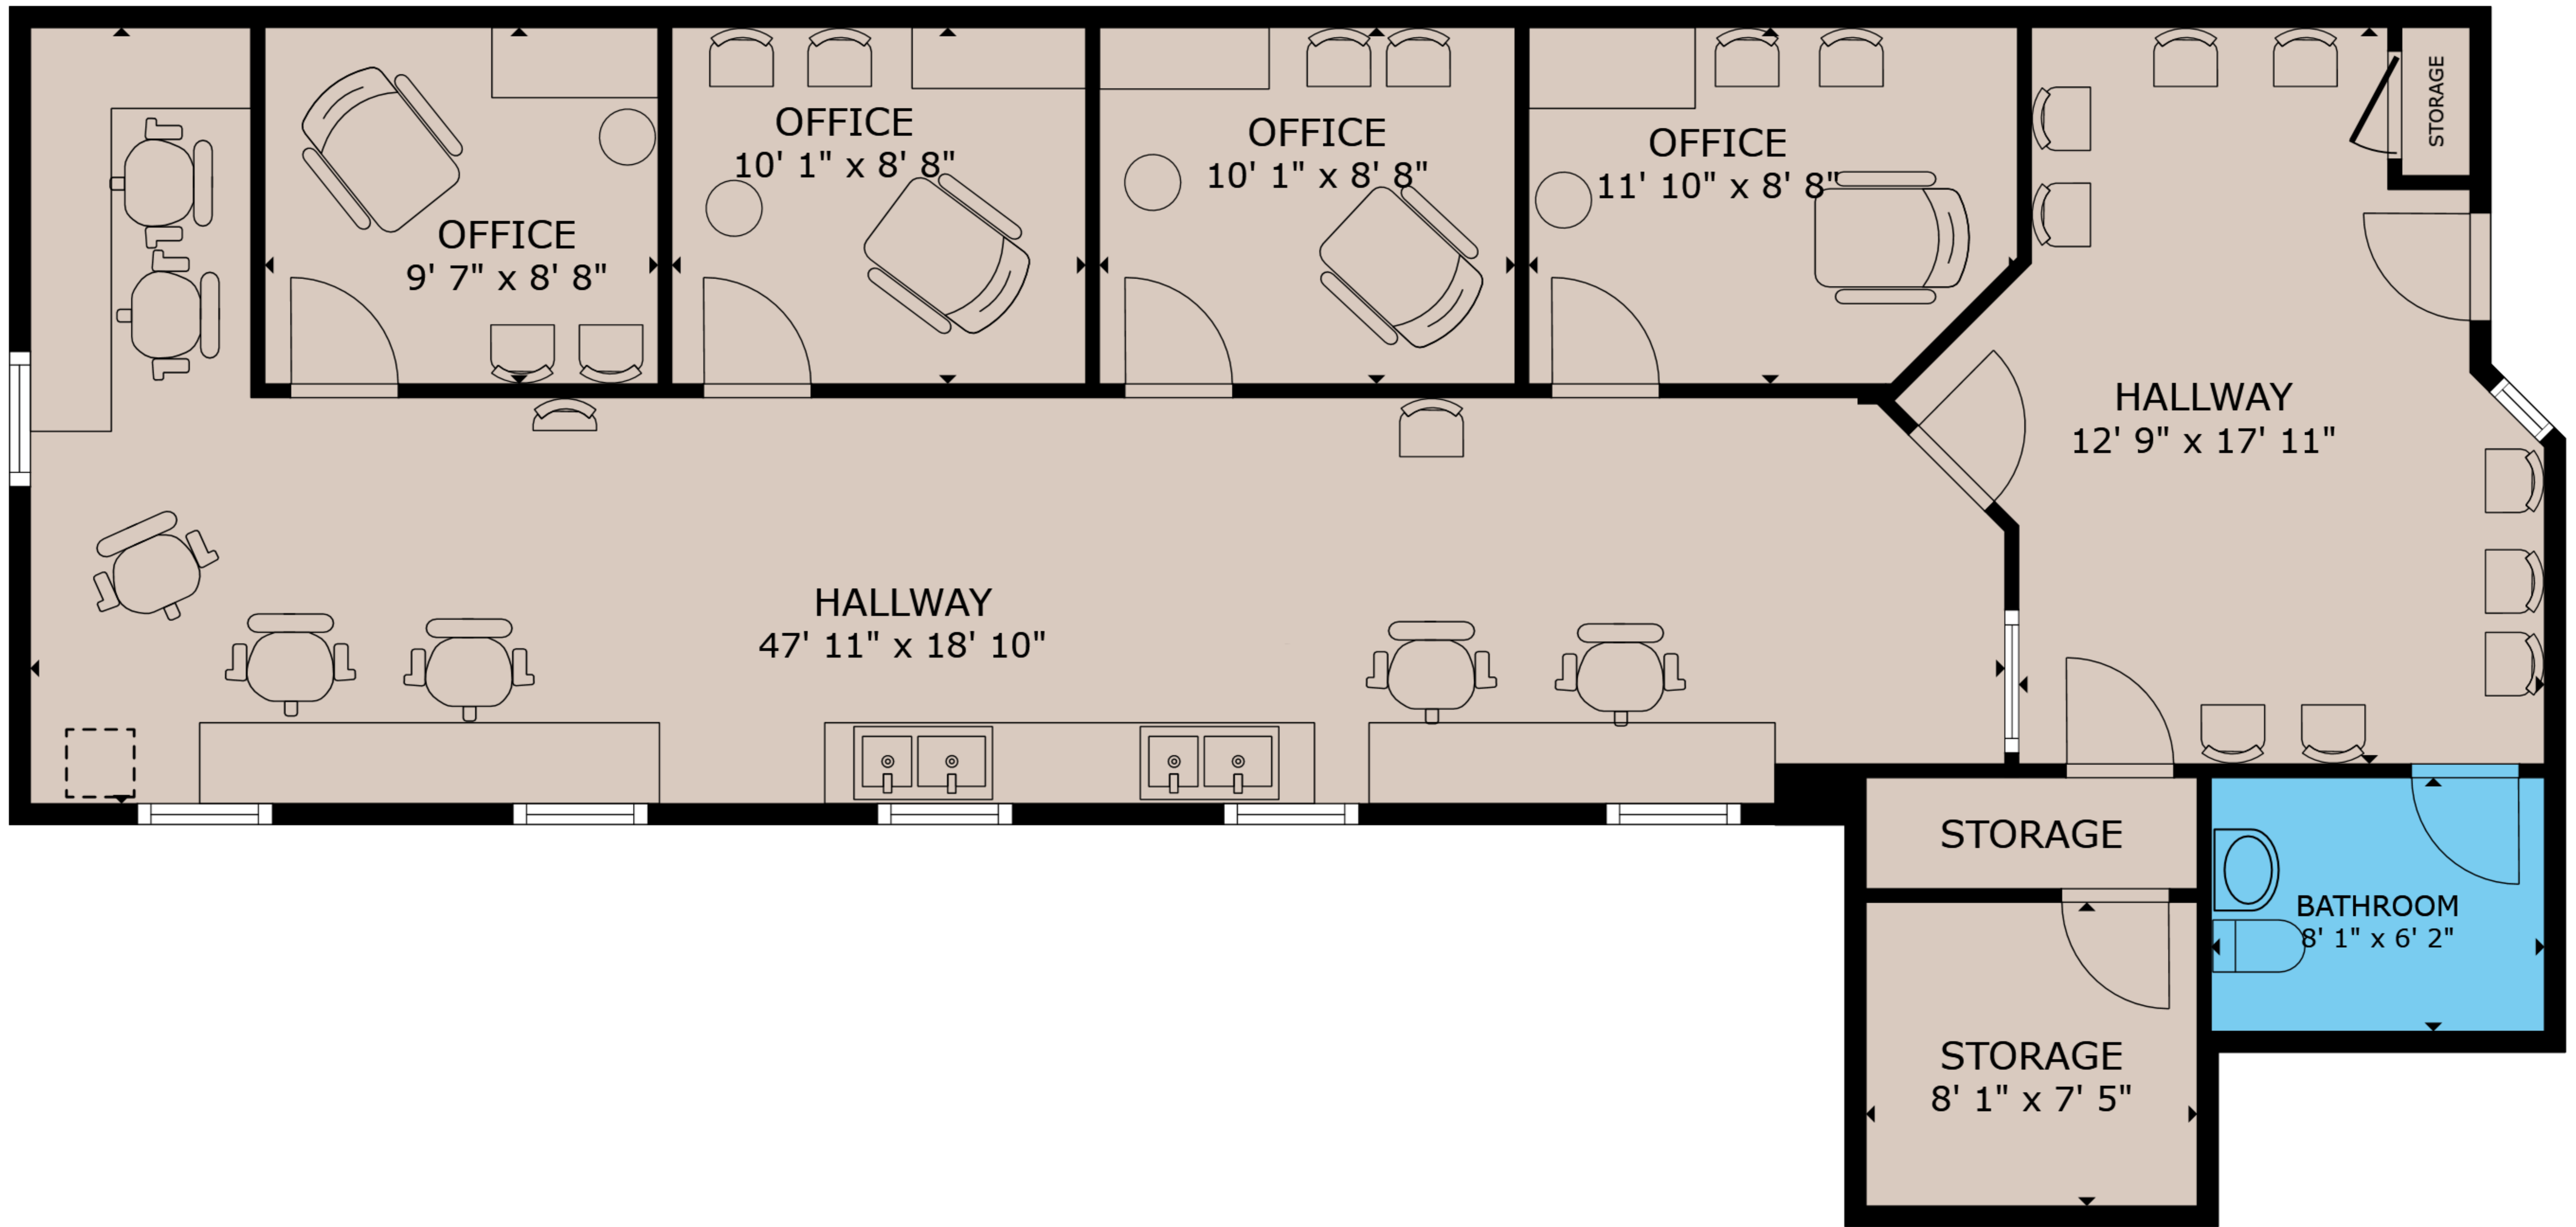 OFFICE
9' 7" x 8' 8"
OFFICE
10' 1" x 8' 8"
OFFICE
10' 1" x 8' 8"
OFFICE
11' 10" x 8' 8"
STORAGE
HALLWAY
12' 9" x 17' 11"
HALLWAY
47' 11" x 18' 10"
STORAGE
BATHROOM
8' 1" x 6' 2"
STORAGE
8' 1" x 7' 5"